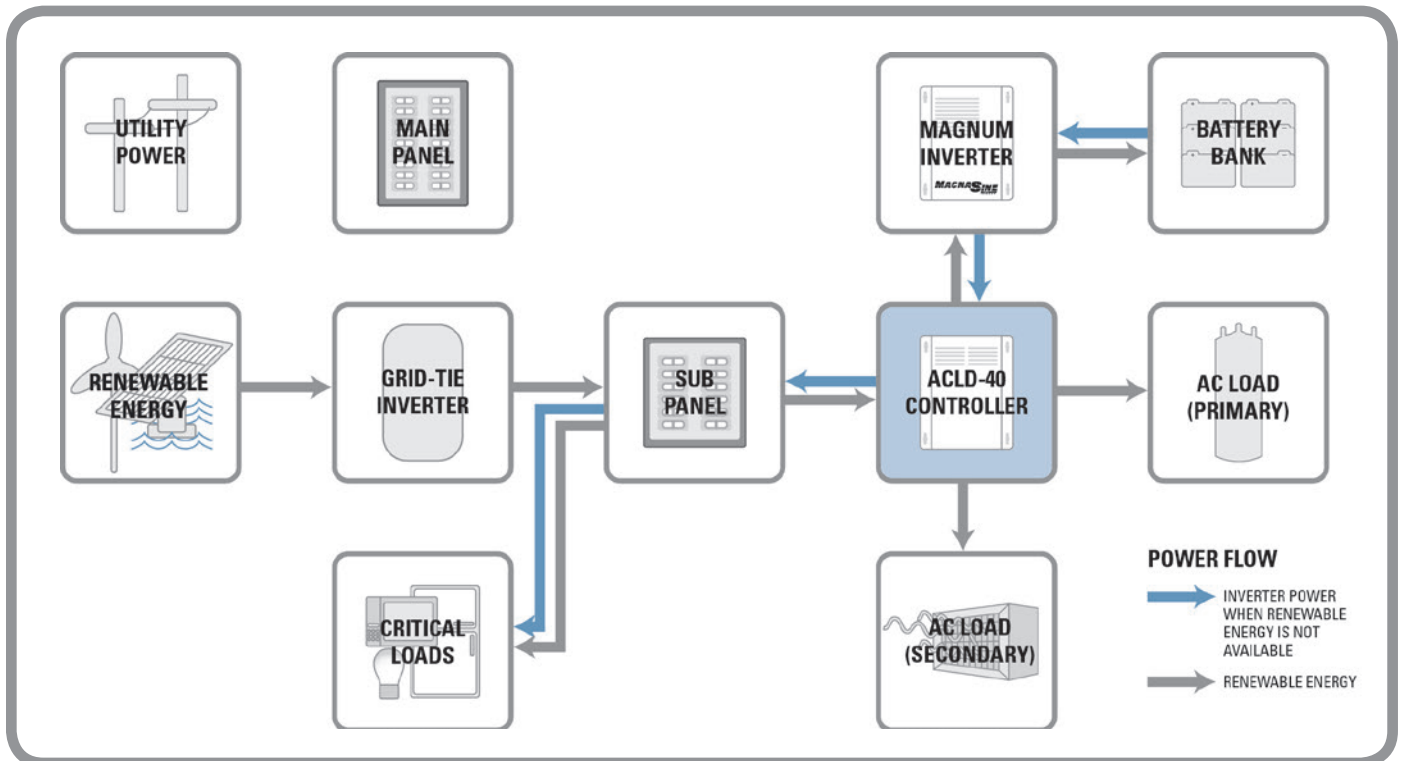 UTILITY
POWER
MAIN
PANEL
MAGNUM
INVERTER
MAGNASINE
BATTERY
BANK
RENEWABLE
ENERGY
GRID-TIE
INVERTER
SUB
PANEL
ACLD-40
CONTROLLER
AC LOAD
(PRIMARY)
CRITICAL
LOADS
AC LOAD
(SECONDARY)
POWER FLOW
INVERTER POWER
WHEN RENEWABLE
ENERGY IS NOT
AVAILABLE
RENEWABLE ENERGY